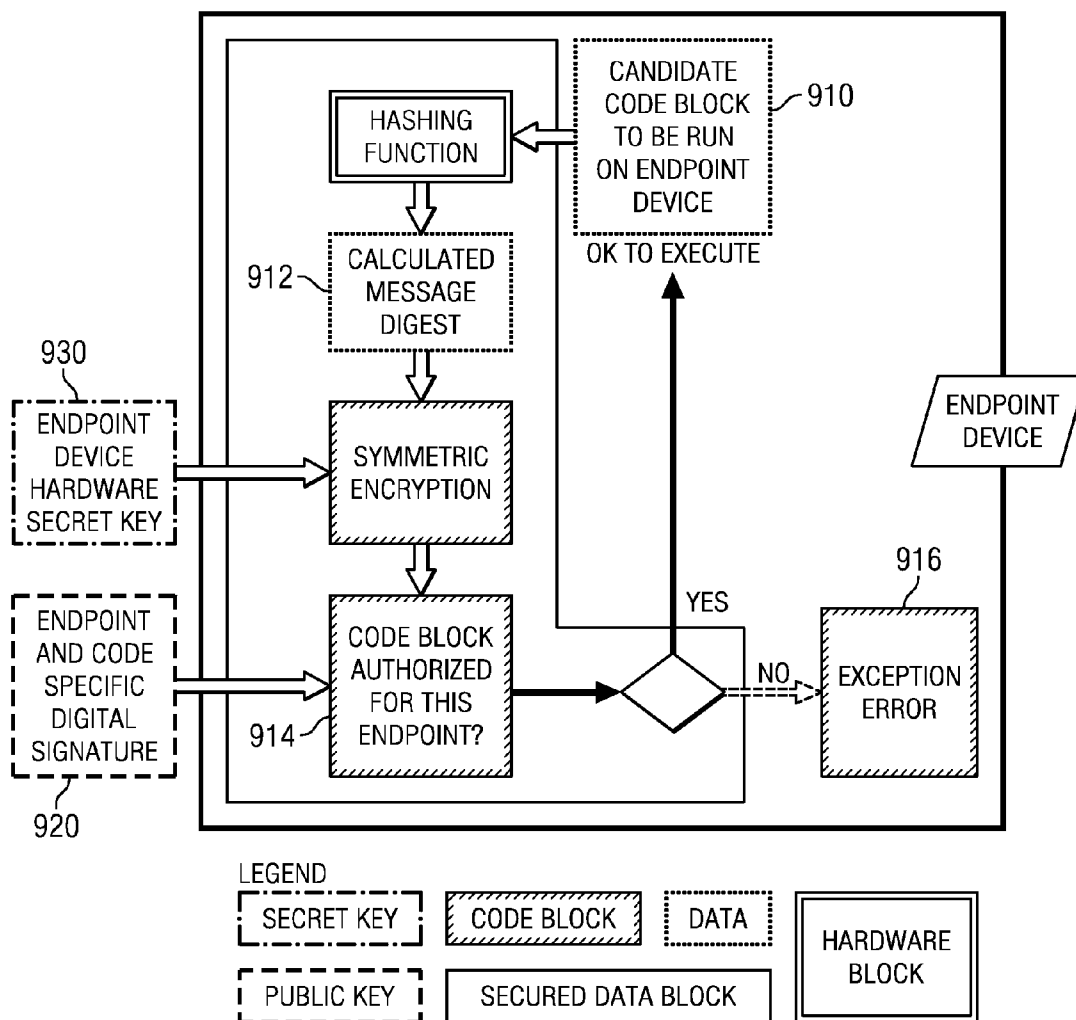 CANDIDATE
CODE BLOCK
TO BE RUN
ON ENDPOINT
DEVICE
910
HASHING
FUNCTION
OK TO EXECUTE
912
CALCULATED
MESSAGE
DIGEST
930
ENDPOINT
DEVICE
HARDWARE
SECRET KEY
SYMMETRIC
ENCRYPTION
ENDPOINT
DEVICE
916
YES
NO
EXCEPTION
ERROR
ENDPOINT
AND CODE
SPECIFIC
DIGITAL
SIGNATURE
920
CODE BLOCK
AUTHORIZED
FOR THIS
ENDPOINT?
914
LEGEND
SECRET KEY
CODE BLOCK
DATA
HARDWARE
BLOCK
PUBLIC KEY
SECURED DATA BLOCK